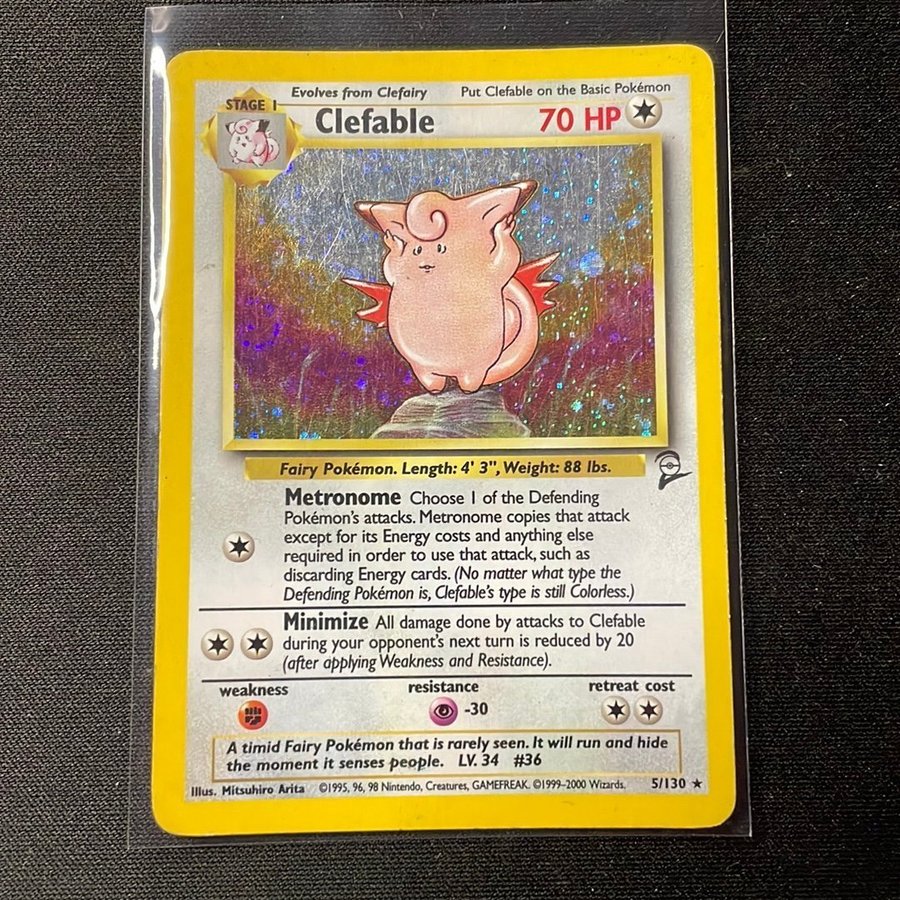 Evolves from Clefairy Put Clefable on the Basic Pokémon
STAGE 1
Clefable 70 HP
Fairy Pokémon. Length: 4' 3", Weight: 88 lbs.
Metronome Choose 1 of the Defending
Pokémon's attacks. Metronome copies that attack
except for its Energy costs and anything else
required in order to use that attack, such as
discarding Energy cards. (No matter what type the
Defending Pokémon is, Clefable's type is still Colorless.)
Minimize All damage done by attacks to Clefable
during your opponent's next turn is reduced by 20
(after applying Weakness and Resistance).
weakness resistance retreat cost
-30
A timid Fairy Pokémon that is rarely seen. It will run and hide
the moment it senses people. LV. 34 #36
Illus. Mitsuhiro Arita ©1995, 96, 98 Nintendo, Creatures, GAMEFREAK. ©1999-2000 Wizards. 5/130 ★